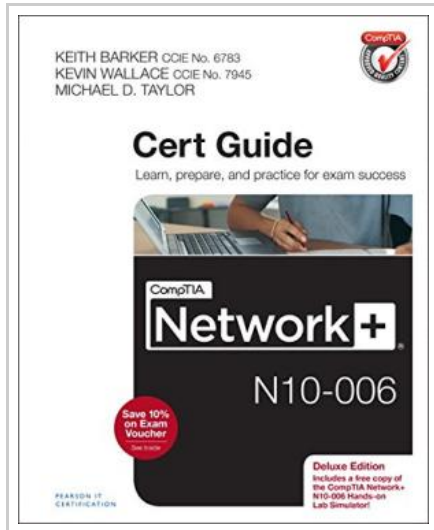 KEITH BARKER CCIE No. 6783
KEVIN WALLACE CCIE No. 7945
MICHAEL D. TAYLOR
CompTIA
Cert Guide
Learn, prepare, and practice for exam success
CompTIA
Network+
N10-006
Save 10%
on Exam
Voucher
See Inside
Deluxe Edition
Includes a free copy of
the CompTIA Network+
N10-006 Hands-on
Lab Simulator!
PEARSON IT
CERTIFICATION